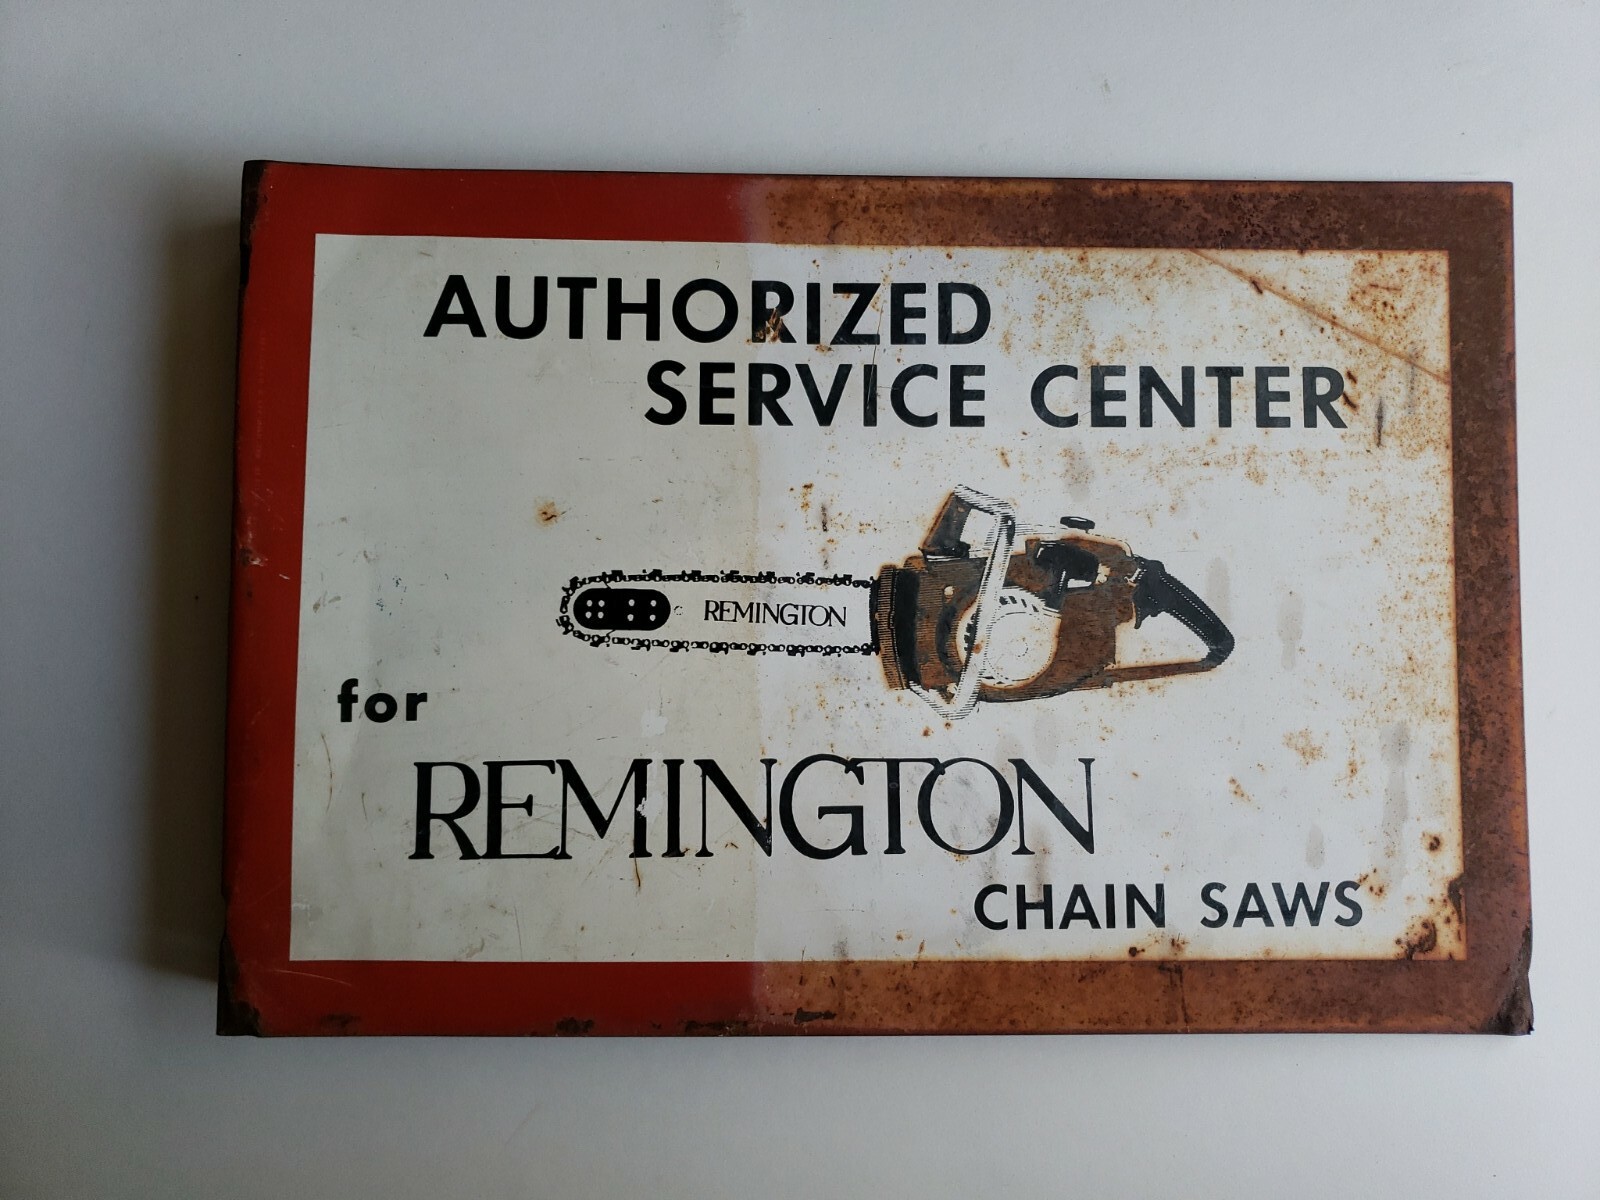 AUTHORIZED
SERVICE CENTER
REMINGTON
for
REMINGTON
CHAIN SAWS